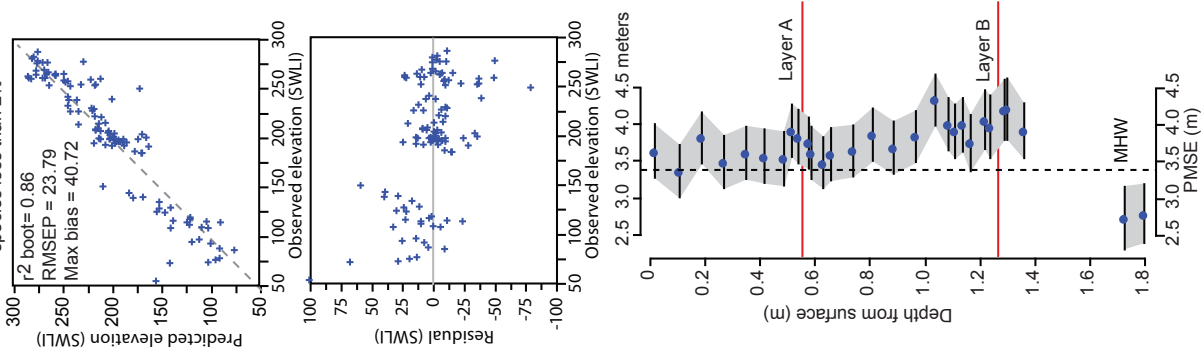 r2 boot= 0.86
RMSEP = 23.79
Max bias = 40.72
Predicted elevation (SWLI)
300
250
200
150
100
50
50 100 150 200 250 300
Observed elevation (SWLI)
Residual (SWLI)
100
75
50
25
0
-25
-50
-75
-100
50 100 150 200 250 300
Observed elevation (SWLI)
2.5 3.0 3.5 4.0 4.5 meters
Layer A
Layer B
MHW
Depth from surface (m)
0
0.2
0.4
0.6
0.8
1.0
1.2
1.4
1.6
1.8
2.5 3.0 3.5 4.0 4.5
PMSE (m)